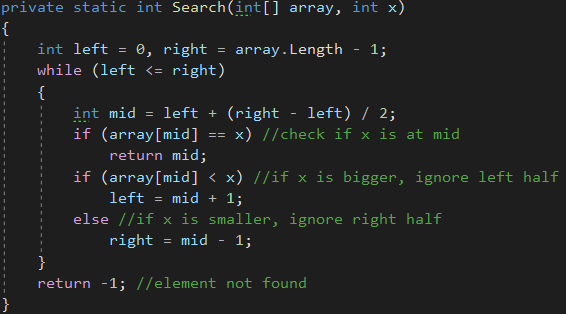 private static int Search(int[] array, int x)
{
    int left = 0, right = array.Length - 1;
    while (left <= right)
    {
        int mid = left + (right - left) / 2;
        if (array[mid] == x) //check if x is at mid
            return mid;
        if (array[mid] < x) //if x is bigger, ignore left half
            left = mid + 1;
        else //if x is smaller, ignore right half
            right = mid - 1;
    }
    return -1; //element not found
}